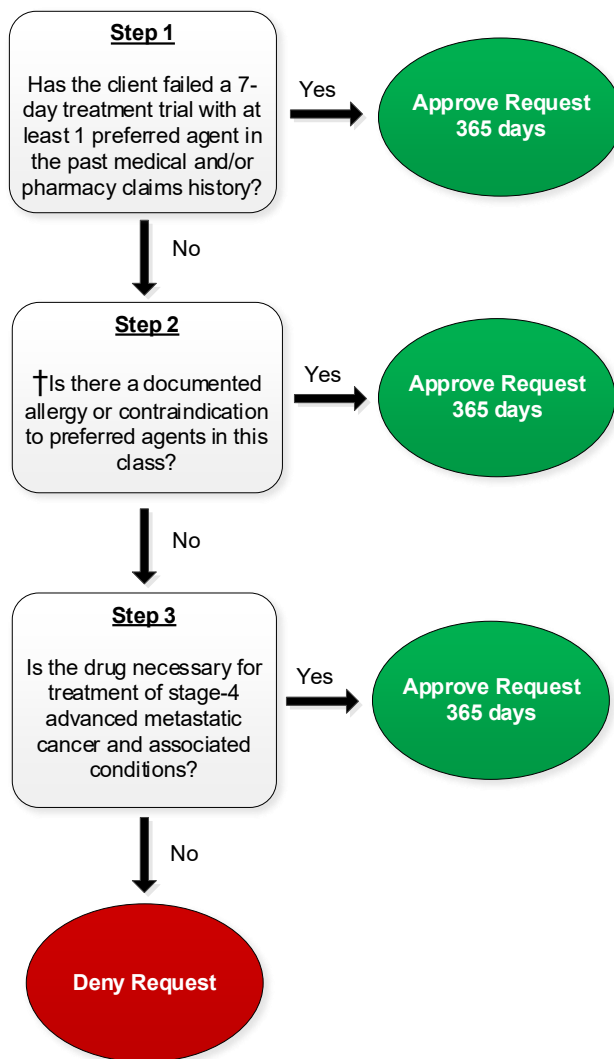 Step 1
Has the client failed a 7-
day treatment trial with at
least 1 preferred agent in
the past medical and/or
pharmacy claims history?
Yes
Approve Request
365 days
No
Step 2
†Is there a documented
allergy or contraindication
to preferred agents in this
class?
Yes
Approve Request
365 days
No
Step 3
Is the drug necessary for
treatment of stage-4
advanced metastatic
cancer and associated
conditions?
Yes
Approve Request
365 days
No
Deny Request